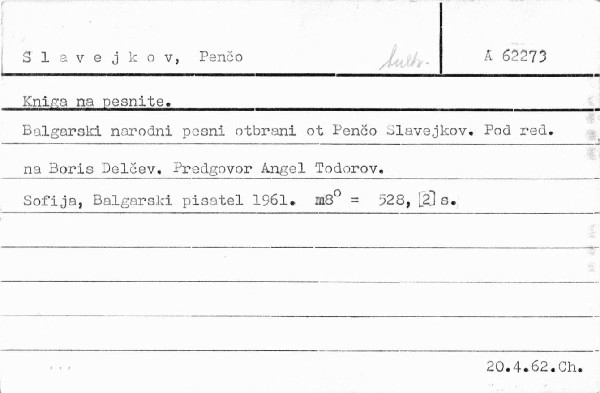 S l a v e j k o v, Penčo
A 62273
Kniga na pesnite.
Balgarski narodni pesni otbrani ot Penčo Slavejkov. Pod red.
na Boris Delčev. Predgovor Angel Todorov.
Sofija, Balgarski pisatel 1961. m8° = 528, [2] s.
20.4.62.Ch.